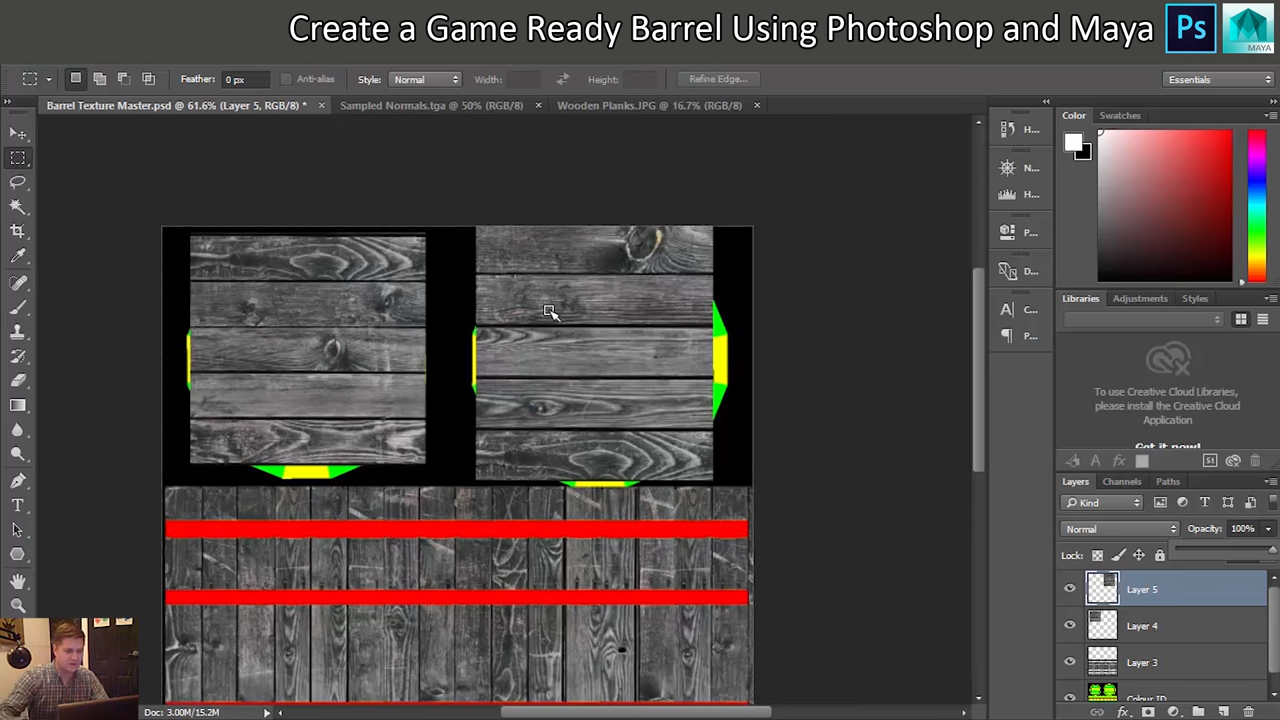 Create a Game Ready Barrel Using Photoshop and Maya
Ps
MAYA
Feather: 0 px
Anti-alias
Style: Normal
Width:
Height:
Refine Edge...
Essentials
Barrel Texture Master.psd @ 61.6% (Layer 5, RGB/8) *
Sampled Normals.tga @ 50% (RGB/8)
Wooden Planks.JPG @ 16.7% (RGB/8)
H...
N...
H...
P...
D...
C...
P...
Color
Swatches
Libraries
Adjustments
Styles
To use Creative Cloud Libraries,
please install the Creative Cloud
Application
Get it now!
St
Layers
Channels
Paths
Kind
Normal
Opacity: 100%
Lock:
Layer 5
Layer 4
Layer 3
Colour ID
fx
Doc: 3.00M/15.2M